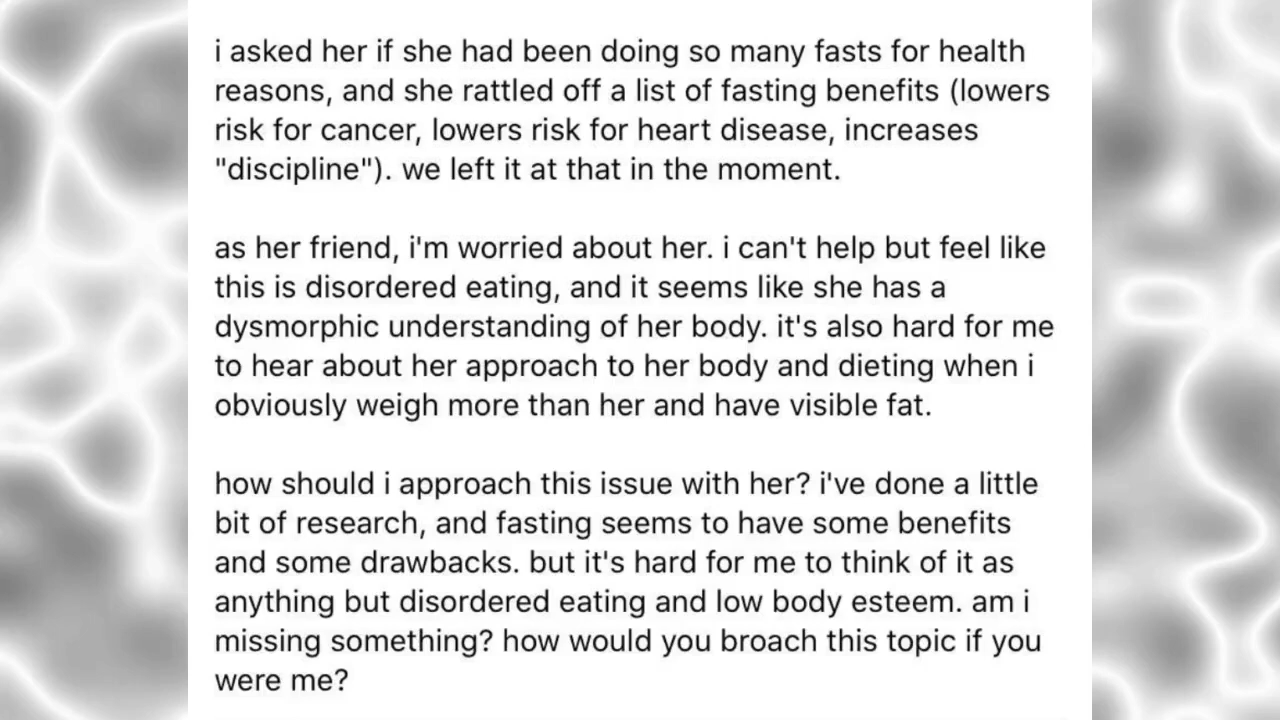 i asked her if she had been doing so many fasts for health
reasons, and she rattled off a list of fasting benefits (lowers
risk for cancer, lowers risk for heart disease, increases
"discipline"). we left it at that in the moment.
as her friend, i'm worried about her. i can't help but feel like
this is disordered eating, and it seems like she has a
dysmorphic understanding of her body. it's also hard for me
to hear about her approach to her body and dieting when i
obviously weigh more than her and have visible fat.
how should i approach this issue with her? i've done a little
bit of research, and fasting seems to have some benefits
and some drawbacks. but it's hard for me to think of it as
anything but disordered eating and low body esteem. am i
missing something? how would you broach this topic if you
were me?